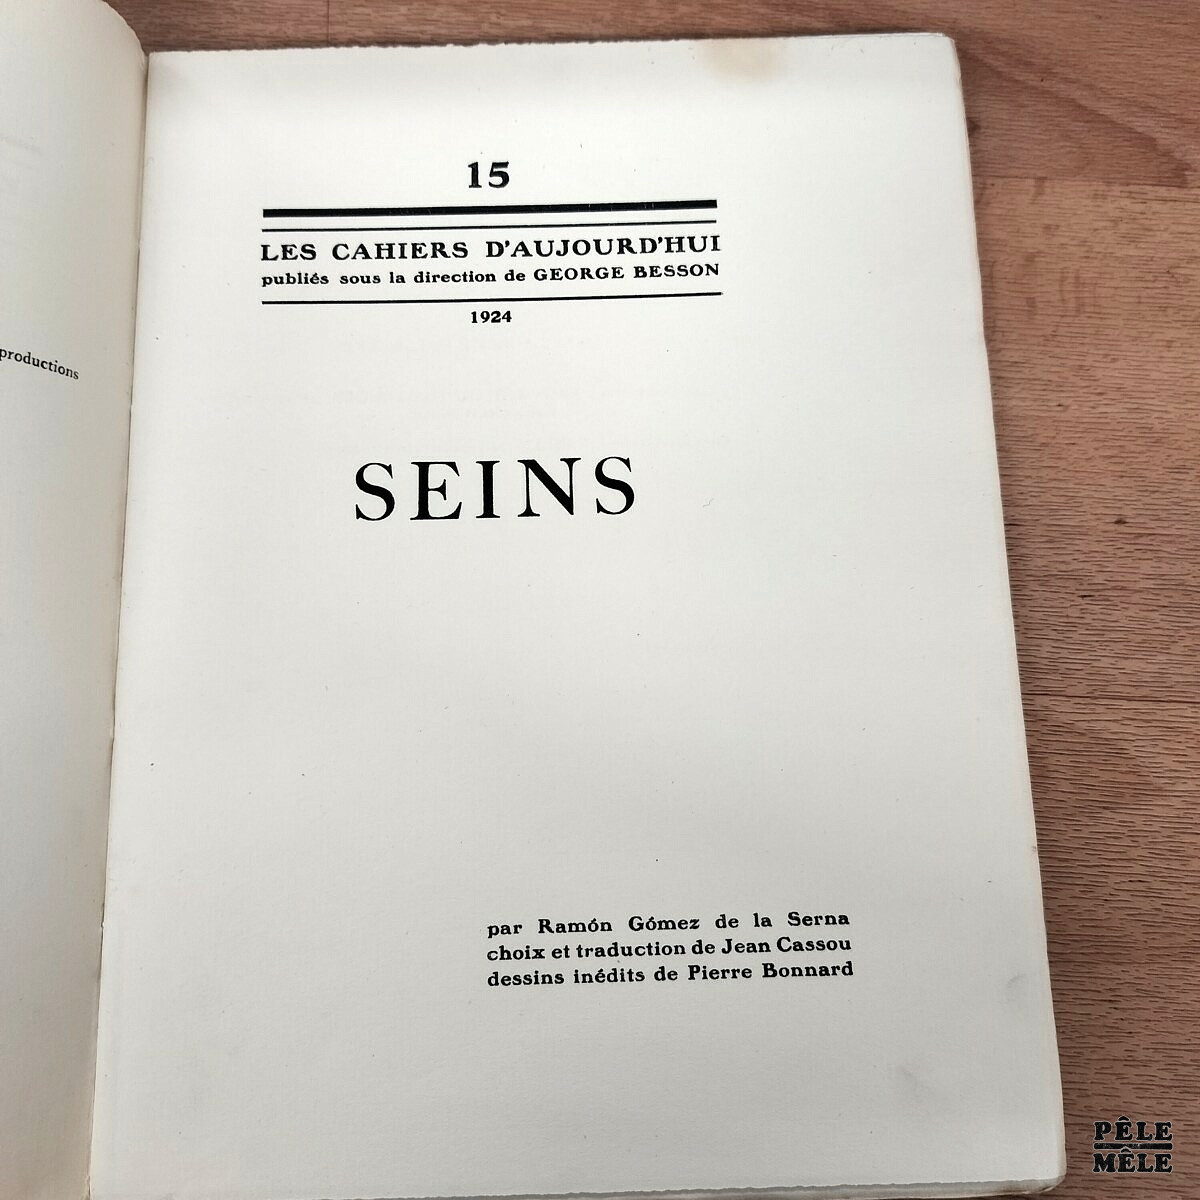 productions
15
LES CAHIERS D'AUJOURD'HUI
publiés sous la direction de GEORGE BESSON
1924
SEINS
par Ramón Gómez de la Serna
choix et traduction de Jean Cassou
dessins inédits de Pierre Bonnard
PÊLE
MÊLE